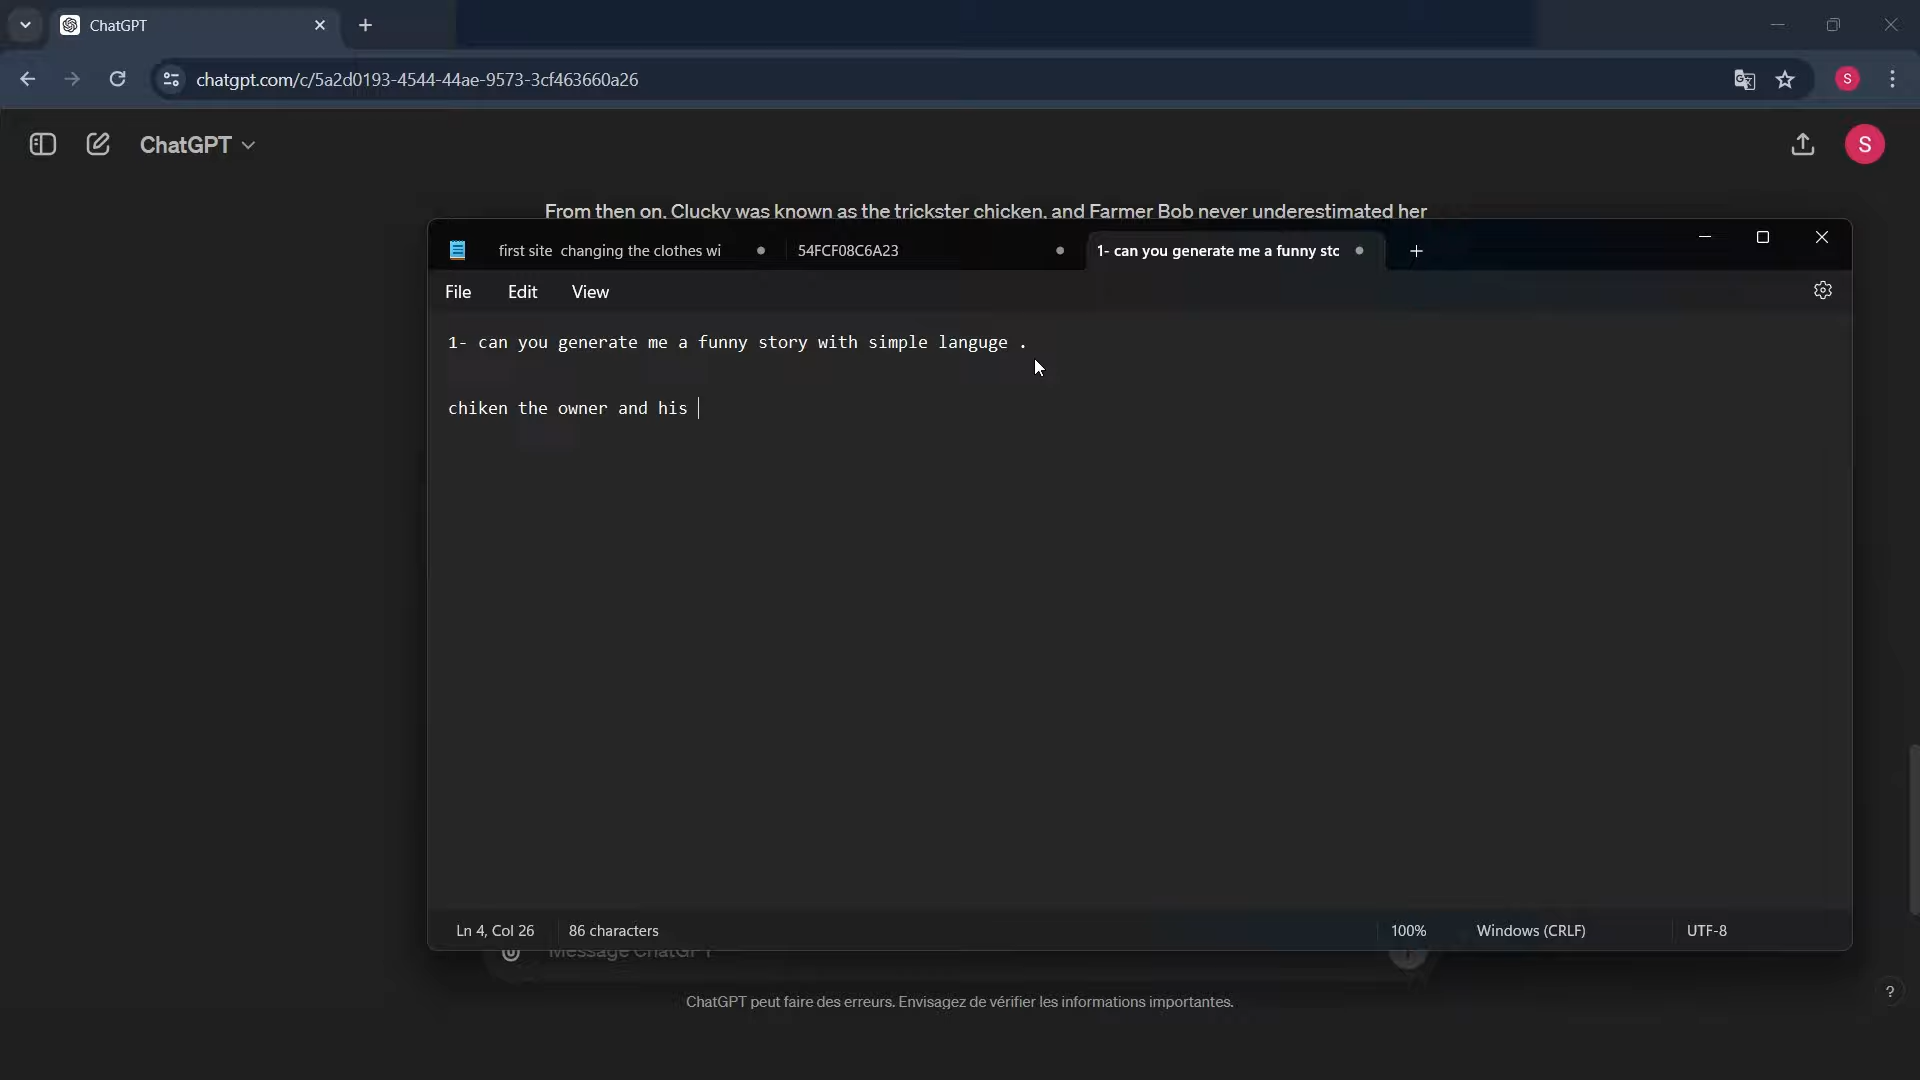 ChatGPT
chatgpt.com/c/5a2d0193-4544-44ae-9573-3cf463660a26
S
ChatGPT
S
From then on, Clucky was known as the trickster chicken, and Farmer Bob never underestimated her
first site changing the clothes wi
54FCF08C6A23
1- can you generate me a funny stc
File Edit View
1- can you generate me a funny story with simple languge .
chiken the owner and his
Ln 4, Col 26
86 characters
100%
Windows (CRLF)
UTF-8
Message ChatGPT
ChatGPT peut faire des erreurs. Envisagez de vérifier les informations importantes.
?